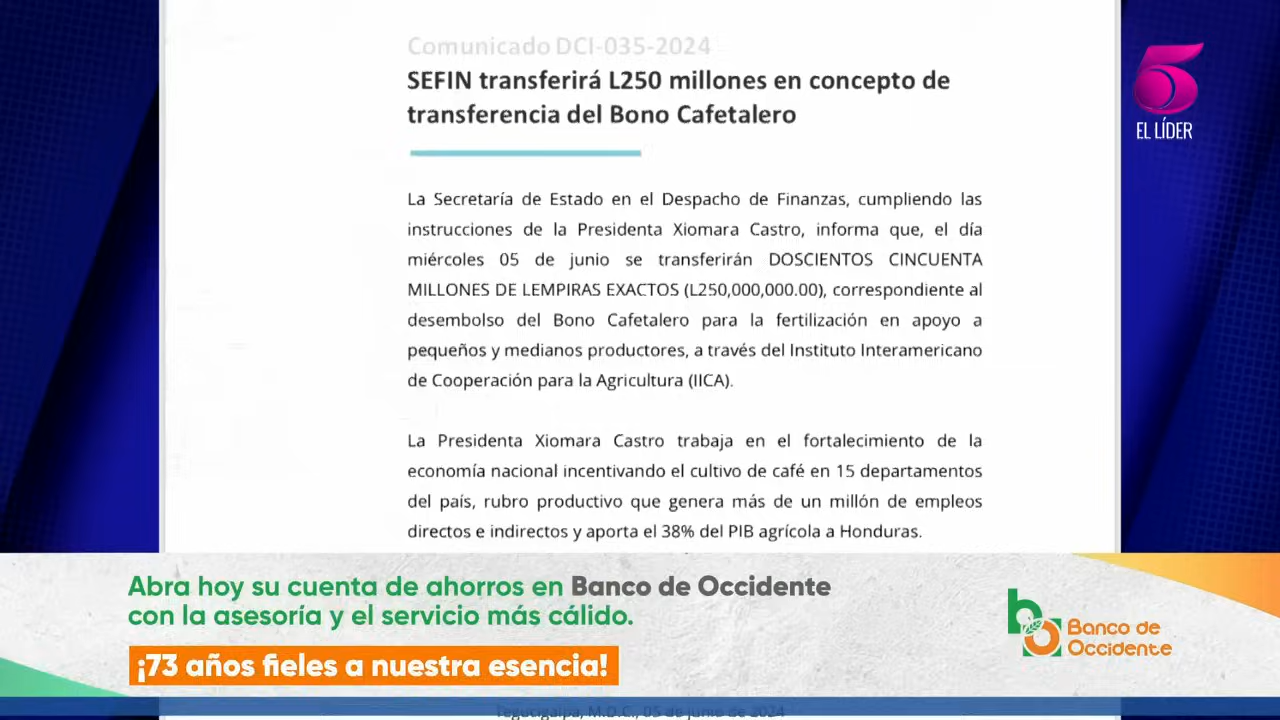 Comunicado DCI-035-2024
SEFIN transferirá L250 millones en concepto de
transferencia del Bono Cafetalero
5
EL LÍDER
La Secretaría de Estado en el Despacho de Finanzas, cumpliendo las
instrucciones de la Presidenta Xiomara Castro, informa que, el día
miércoles 05 de junio se transferirán DOSCIENTOS CINCUENTA
MILLONES DE LEMPIRAS EXACTOS (L250,000,000.00), correspondiente al
desembolso del Bono Cafetalero para la fertilización en apoyo a
pequeños y medianos productores, a través del Instituto Interamericano
de Cooperación para la Agricultura (IICA).
La Presidenta Xiomara Castro trabaja en el fortalecimiento de la
economía nacional incentivando el cultivo de café en 15 departamentos
del país, rubro productivo que genera más de un millón de empleos
directos e indirectos y aporta el 38% del PIB agrícola a Honduras.
Abra hoy su cuenta de ahorros en Banco de Occidente
con la asesoría y el servicio más cálido.
¡73 años fieles a nuestra esencia!
bo
Banco de
Occidente
Tegucigalpa, M.D.C., 05 de junio de 2024